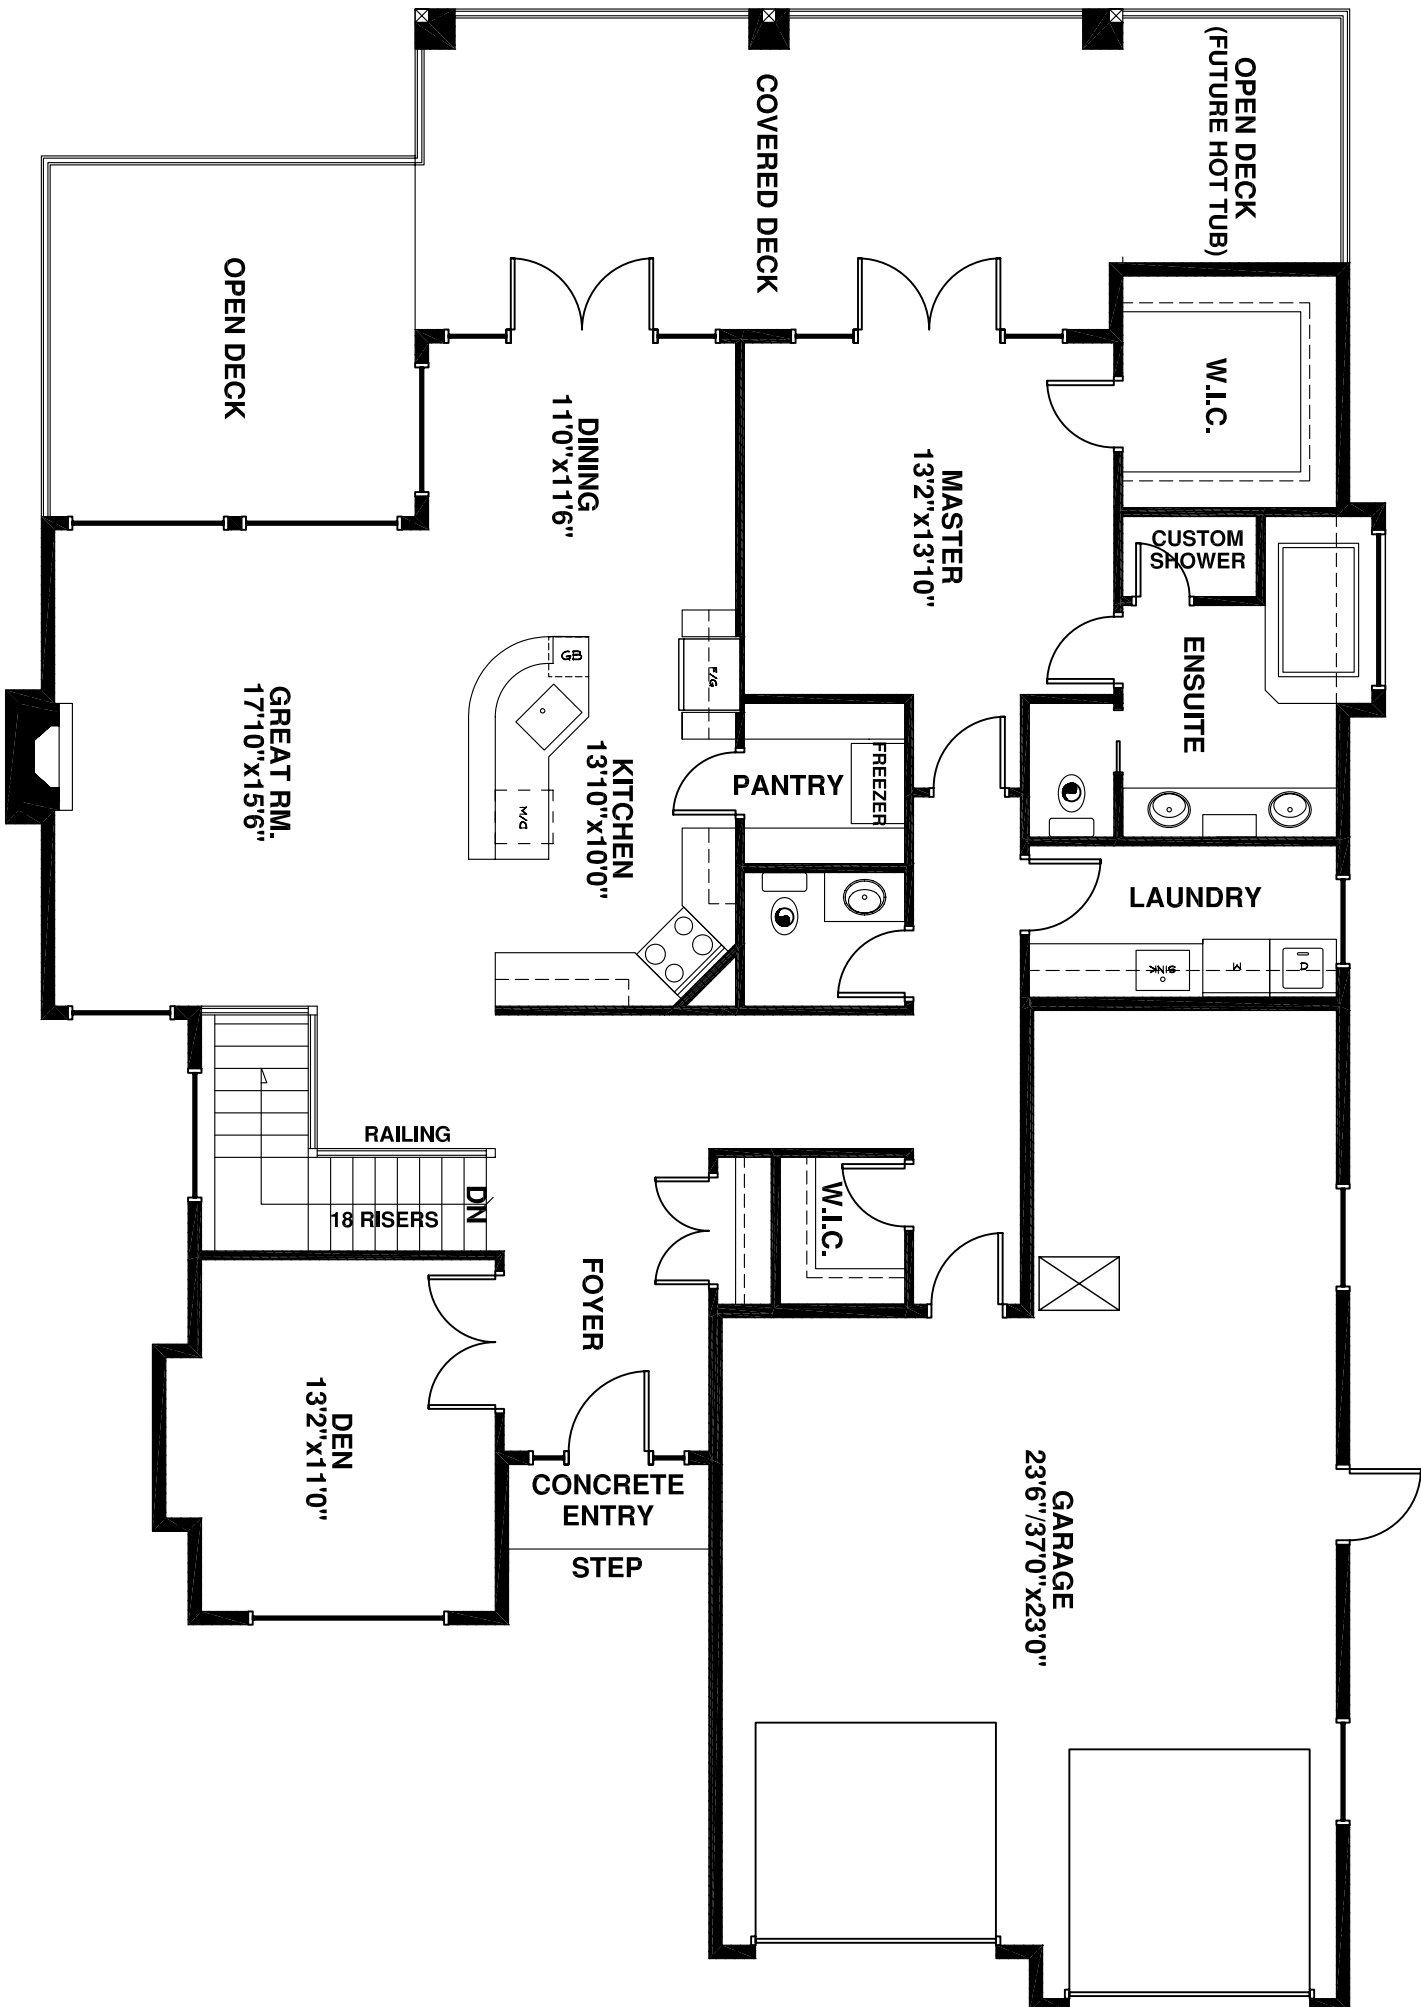 OPEN DECK
(FUTURE HOT TUB)
COVERED DECK
OPEN DECK
W.I.C.
DINING
11'0"x11'6"
MASTER
13'2"x13'10"
CUSTOM
SHOWER
ENSUITE
GB
F/G
GREAT RM.
17'10"x15'6"
KITCHEN
13'10"x10'0"
PANTRY
FREEZER
LAUNDRY
SINK
W
D
RAILING
DN
18 RISERS
W.I.C.
FOYER
DEN
13'2"x11'0"
CONCRETE
ENTRY
STEP
GARAGE
23'6"/37'0"x23'0"